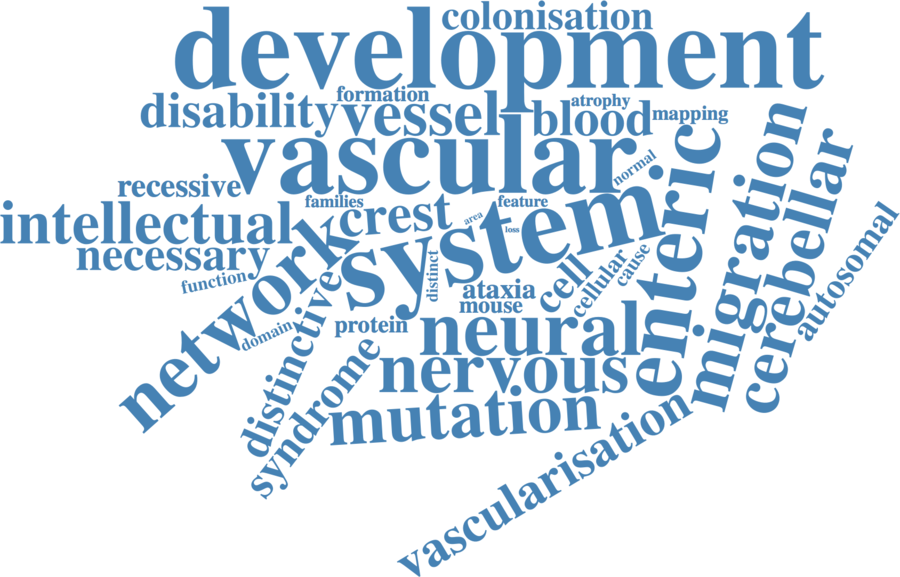 colonisation
development
formation
atrophy
disability
vessel
blood
mapping
vascular
normal
recessive
families
feature
intellectual
crest
area
loss
system
enteric
migration
cerebellar
necessary
network
function
distinct
cell
cellular
cause
autosomal
ataxia
mouse
domain
distinctive
protein
neural
syndrome
nervous
mutation
vascularisation